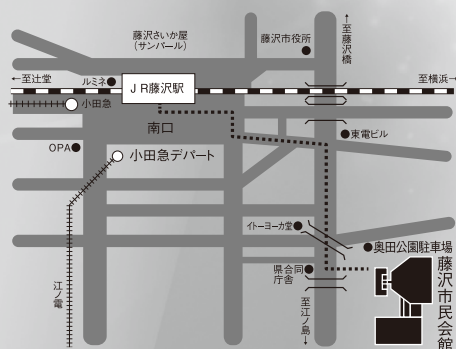 藤沢さいか屋
（サンパール）
藤沢市役所
↑至藤沢橋
←至辻堂
ルミネ
ＪＲ藤沢駅
至横浜→
小田急
南口
東電ビル
OPA
小田急デパート
イトーヨーカ堂
奥田公園駐車場
県合同
庁舎
藤沢市民会館
江ノ電
至江ノ島↓